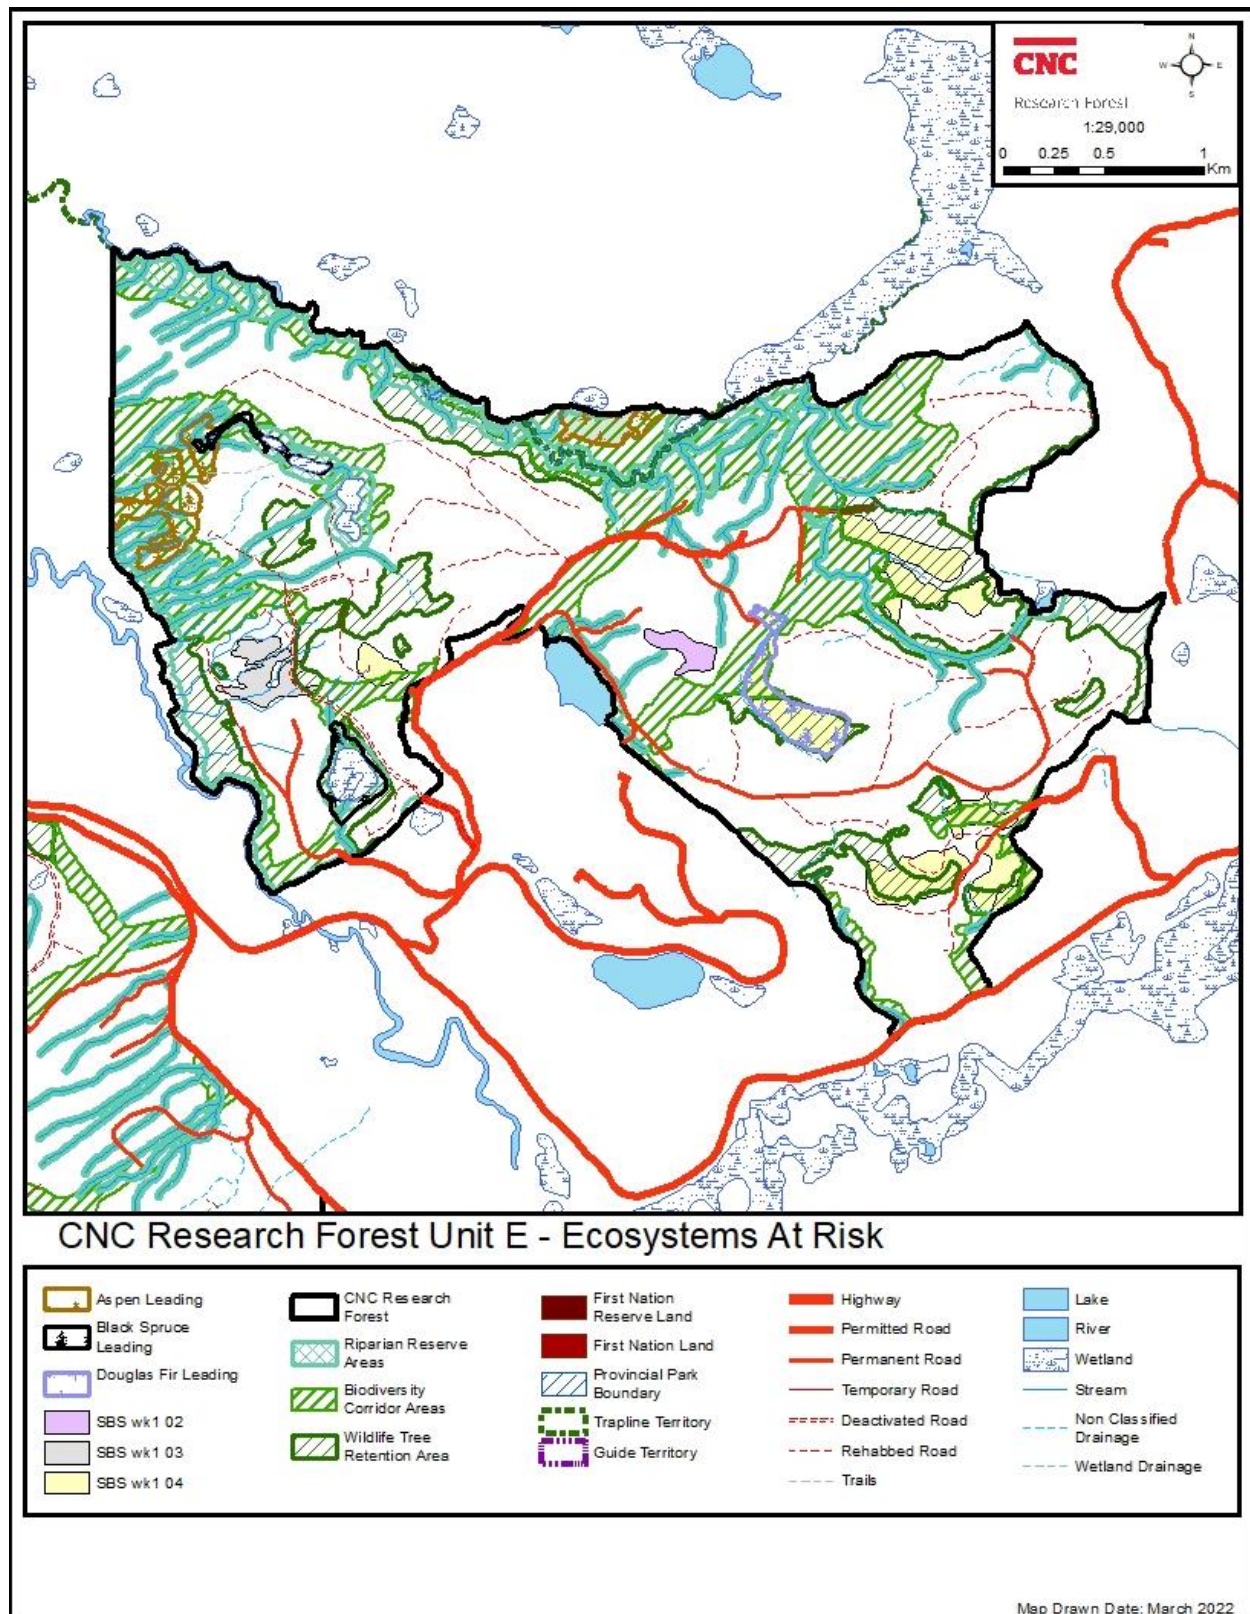 CNC
Research Forest
N
W
E
S
1:29,000
0 0.25 0.5 1
Km
CNC Research Forest Unit E - Ecosystems At Risk
Aspen Leading
Black Spruce
Leading
Douglas Fir Leading
SBS wk1 02
SBS wk1 03
SBS wk1 04
CNC Research
Forest
Riparian Reserve
Areas
Biodiversity
Corridor Areas
Wildlife Tree
Retention Area
First Nation
Reserve Land
First Nation Land
Provincial Park
Boundary
Trapline Territory
Guide Territory
Highway
Permitted Road
Permanent Road
Temporary Road
Deactivated Road
Rehabbed Road
Trails
Lake
River
Wetland
Stream
Non Classified
Drainage
Wetland Drainage
Map Drawn Date: March 2022